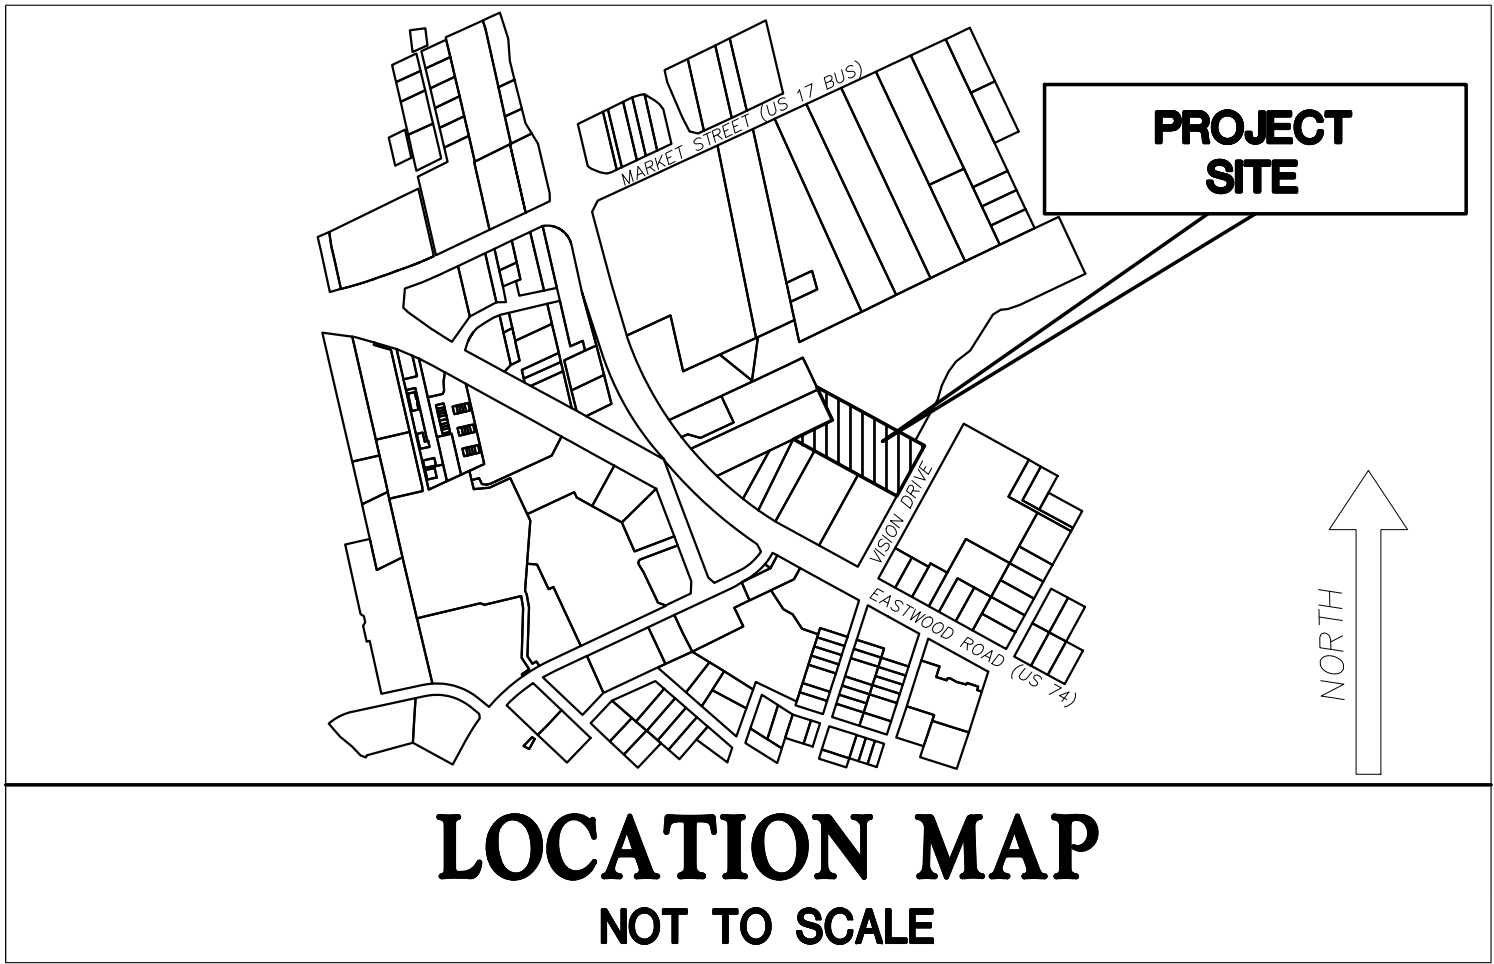 MARKET STREET (US 17 BUS)
PROJECT
SITE
VISION DRIVE
EASTWOOD ROAD (US 74)
NORTH
LOCATION MAP
NOT TO SCALE